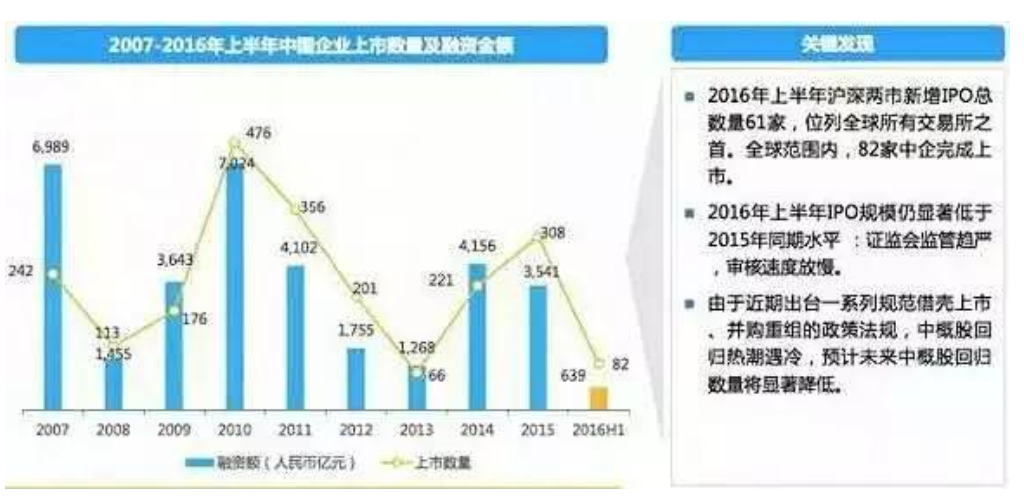 2007-2016年上半年中国企业上市数量及融资金额
6,989
242
113
1,455
3,643
176
476
7,024
356
4,102
201
1,755
1,268
66
4,156
221
308
3,541
639
82
2007 2008 2009 2010 2011 2012 2013 2014 2015 2016H1
融资额（人民币亿元） 上市数量
关键发现
2016年上半年沪深两市新增IPO总
数量61家，位列全球所有交易所之
首。全球范围内，82家中企完成上
市。
2016年上半年IPO规模仍显著低于
2015年同期水平 ；证监会监管趋严
，审核速度放慢。
由于近期出台一系列规范借壳上市
、并购重组的政策法规，中概股回
归热潮遇冷，预计未来中概股回归
数量将显著降低。